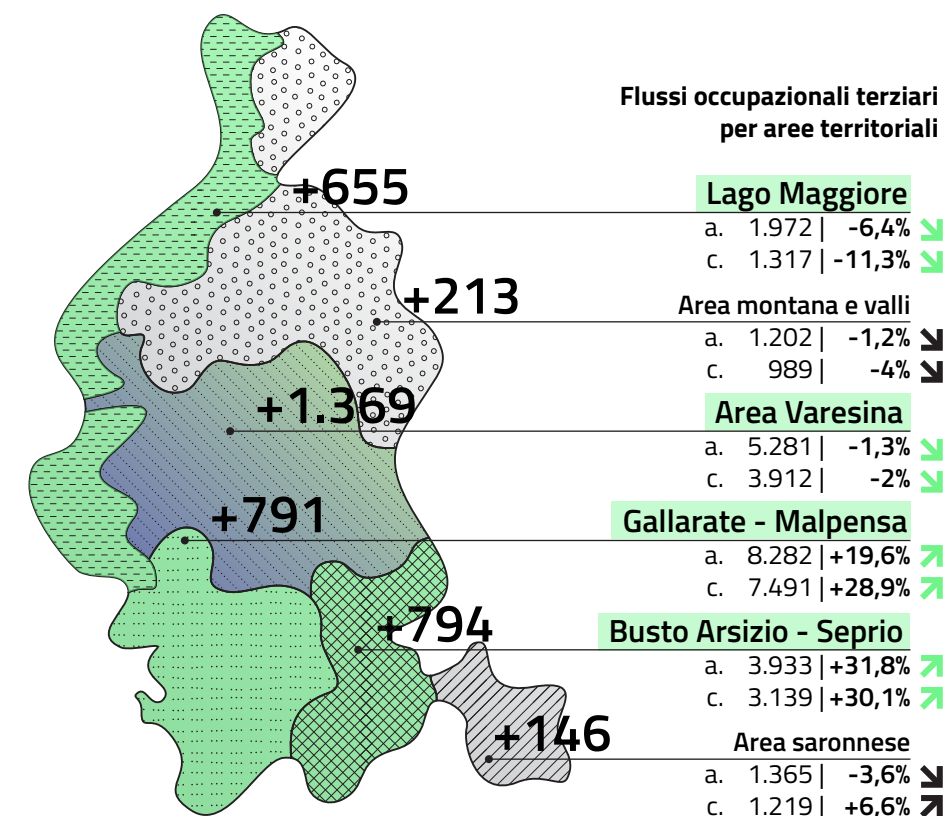 Flussi occupazionali terziari
per aree territoriali
+655
Lago Maggiore
a. 1.972 | -6,4%
c. 1.317 | -11,3%
+213
Area montana e valli
a. 1.202 | -1,2%
c. 989 | -4%
+1.369
Area Varesina
a. 5.281 | -1,3%
c. 3.912 | -2%
+791
Gallarate - Malpensa
a. 8.282 | +19,6%
c. 7.491 | +28,9%
+794
Busto Arsizio - Seprio
a. 3.933 | +31,8%
c. 3.139 | +30,1%
+146
Area saronnese
a. 1.365 | -3,6%
c. 1.219 | +6,6%